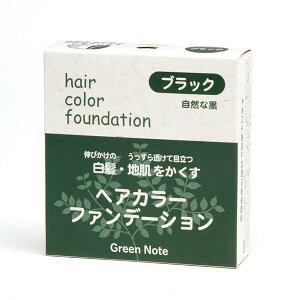 hair
color
foundation
ブラック
自然な黒
伸びかけの うっすら透けて目立つ
白髪・地肌をかくす
ヘアカラー
ファンデーション
Green Note